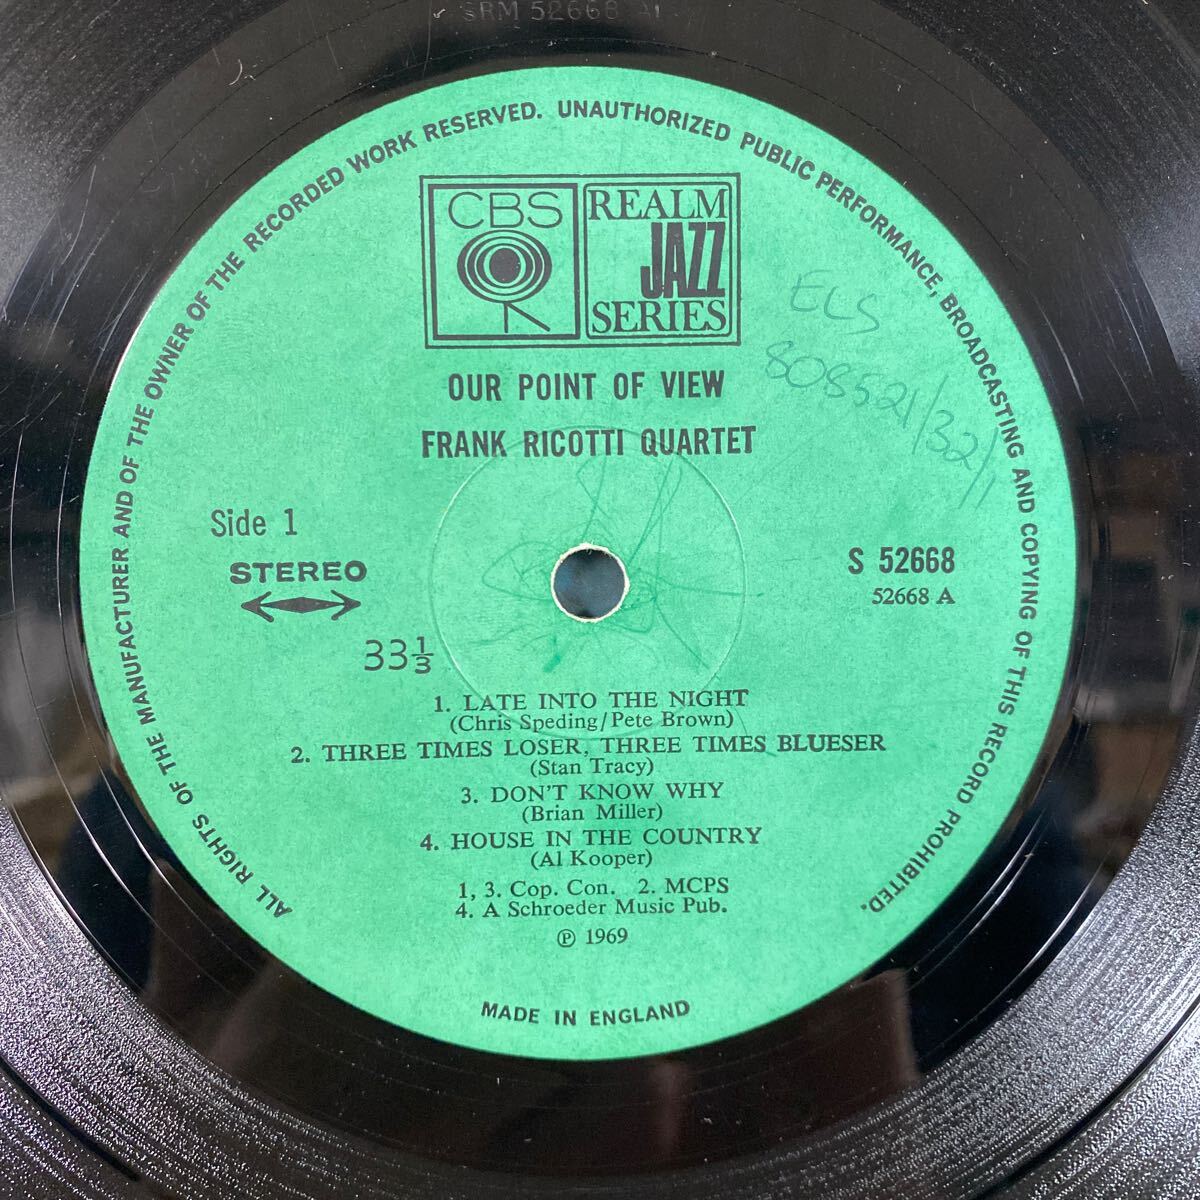 SRM 52668 A1
ALL RIGHTS OF THE MANUFACTURER AND OF THE OWNER OF THE RECORDED WORK RESERVED. UNAUTHORIZED PUBLIC PERFORMANCE, BROADCASTING AND COPYING OF THIS RECORD PROHIBITED.
CBS
REALM
JAZZ
SERIES
ELS
808521/32/1
OUR POINT OF VIEW
FRANK RICOTTI QUARTET
Side 1
STEREO
33⅓
S 52668
52668 A
1. LATE INTO THE NIGHT
(Chris Speding/Pete Brown)
2. THREE TIMES LOSER, THREE TIMES BLUESER
(Stan Tracy)
3. DON'T KNOW WHY
(Brian Miller)
4. HOUSE IN THE COUNTRY
(Al Kooper)
1, 3. Cop. Con. 2. MCPS
4. A Schroeder Music Pub.
℗ 1969
MADE IN ENGLAND